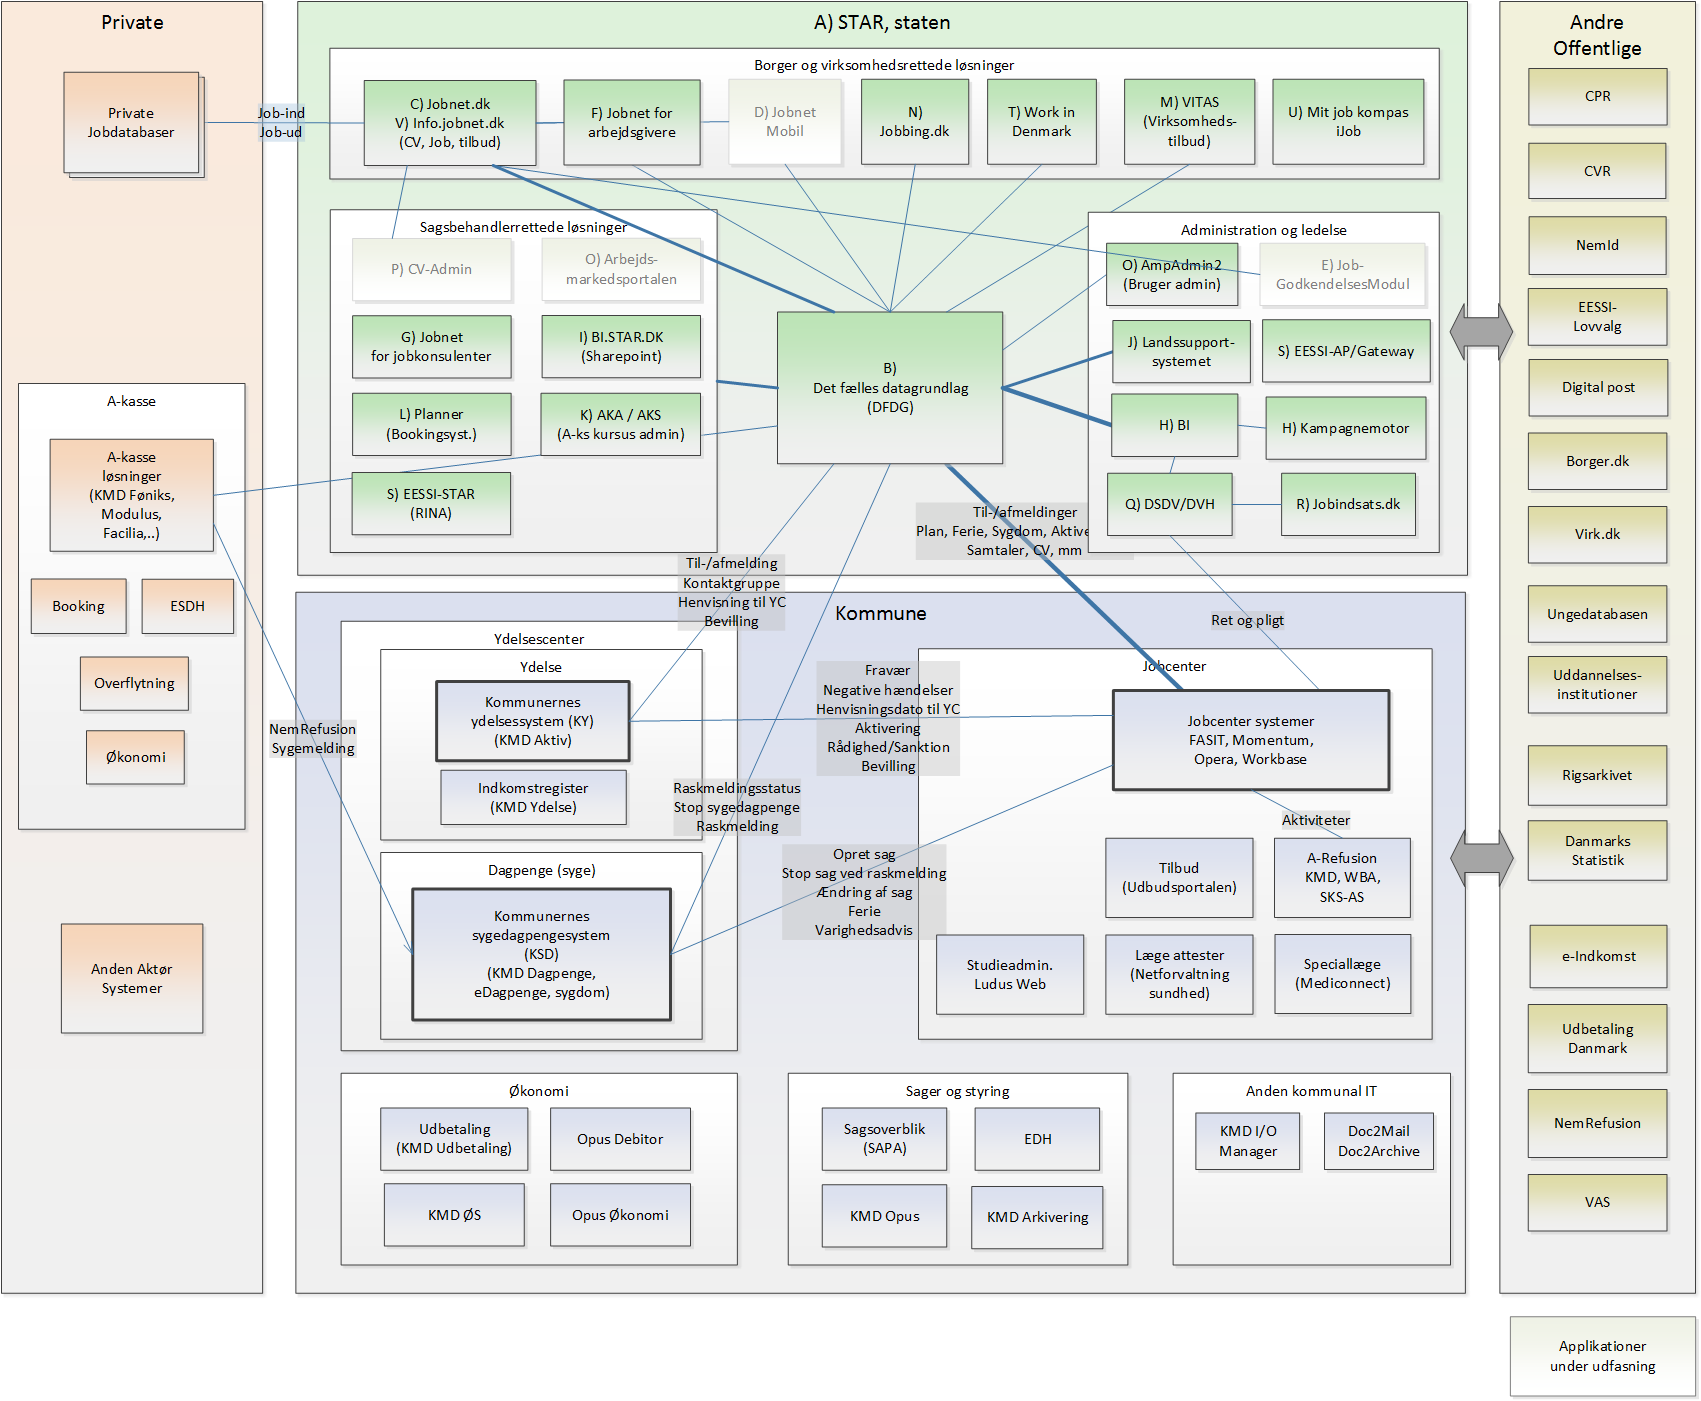 Private
Private
Jobdatabaser
Job-ind
Job-ud
A-kasse
A-kasse
løsninger
(KMD Føniks,
Modulus,
Facilia,..)
Booking
ESDH
Overflytning
Økonomi
Anden Aktør
Systemer
NemRefusion
Sygemelding
A) STAR, staten
Borger og virksomhedsrettede løsninger
C) Jobnet.dk
V) Info.jobnet.dk
(CV, Job, tilbud)
F) Jobnet for
arbejdsgivere
D) Jobnet
Mobil
N)
Jobbing.dk
T) Work in
Denmark
M) VITAS
(Virksomheds-
tilbud)
U) Mit job kompas
iJob
Sagsbehandlerrettede løsninger
P) CV-Admin
O) Arbejds-
markedsportalen
G) Jobnet
for jobkonsulenter
I) BI.STAR.DK
(Sharepoint)
L) Planner
(Bookingsyst.)
K) AKA / AKS
(A-ks kursus admin)
S) EESSI-STAR
(RINA)
B)
Det fælles datagrundlag
(DFDG)
Administration og ledelse
O) AmpAdmin2
(Bruger admin)
E) Job-
GodkendelsesModul
J) Landssupport-
systemet
S) EESSI-AP/Gateway
H) BI
H) Kampagnemotor
Q) DSDV/DVH
R) Jobindsats.dk
Til-/afmeldinger
Plan, Ferie, Sygdom, Aktive
Samtaler, CV, mm
Til-/afmelding
Kontaktgruppe
Henvisning til YC
Bevilling
Ret og pligt
Kommune
Ydelsescenter
Ydelse
Kommunernes
ydelsessystem (KY)
(KMD Aktiv)
Indkomstregister
(KMD Ydelse)
Dagpenge (syge)
Kommunernes
sygedagpengesystem
(KSD)
(KMD Dagpenge,
eDagpenge, sygdom)
Raskmeldingsstatus
Stop sygedagpenge
Raskmelding
Fravær
Negative hændelser
Henvisningsdato til YC
Aktivering
Rådighed/Sanktion
Bevilling
Opret sag
Stop sag ved raskmelding
Ændring af sag
Ferie
Varighedsadvis
Jobcenter
Jobcenter systemer
FASIT, Momentum,
Opera, Workbase
Aktiviteter
Tilbud
(Udbudsportalen)
A-Refusion
KMD, WBA,
SKS-AS
Studieadmin.
Ludus Web
Læge attester
(Netforvaltning
sundhed)
Speciallæge
(Mediconnect)
Økonomi
Udbetaling
(KMD Udbetaling)
Opus Debitor
KMD ØS
Opus Økonomi
Sager og styring
Sagsoverblik
(SAPA)
EDH
KMD Opus
KMD Arkivering
Anden kommunal IT
KMD I/O
Manager
Doc2Mail
Doc2Archive
Andre
Offentlige
CPR
CVR
NemId
EESSI-
Lovvalg
Digital post
Borger.dk
Virk.dk
Ungedatabasen
Uddannelses-
institutioner
Rigsarkivet
Danmarks
Statistik
e-Indkomst
Udbetaling
Danmark
NemRefusion
VAS
Applikationer
under udfasning